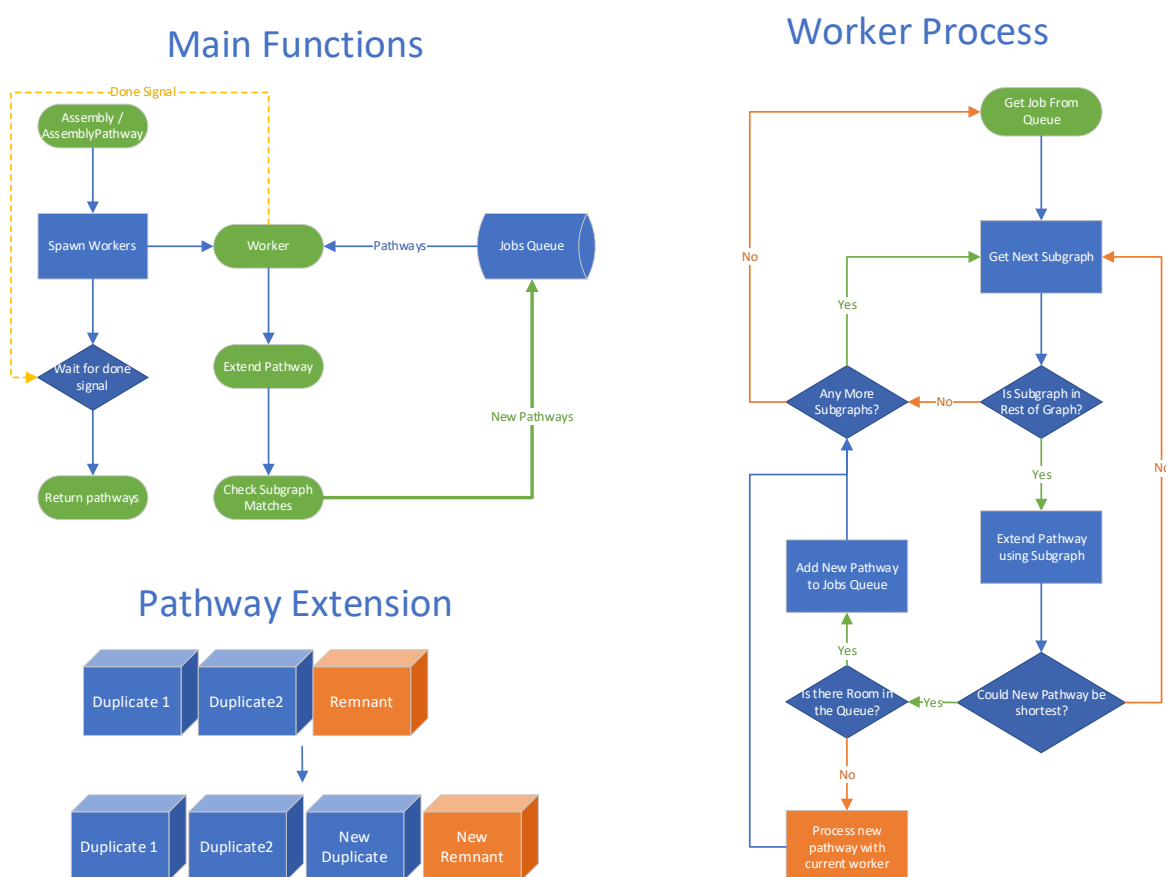 Main Functions
Done Signal
Assembly /
AssemblyPathway
Spawn Workers
Worker
Pathways
Jobs Queue
Wait for done
signal
Extend Pathway
New Pathways
Return pathways
Check Subgraph
Matches
Pathway Extension
Duplicate 1
Duplicate2
Remnant
Duplicate 1
Duplicate2
New
Duplicate
New
Remnant
Worker Process
Get Job From
Queue
No
Get Next Subgraph
Yes
Any More
Subgraphs?
No
Is Subgraph in
Rest of Graph?
Yes
No
Extend Pathway
using Subgraph
Add New Pathway
to Jobs Queue
Yes
Is there Room in
the Queue?
Yes
Could New Pathway be
shortest?
No
Process new
pathway with
current worker